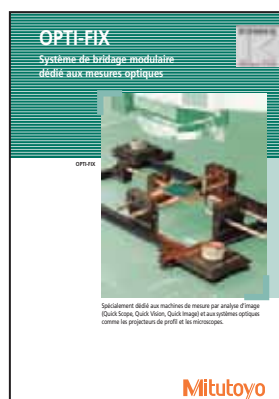 OPTI-FIX
Système de bridage modulaire
dédié aux mesures optiques
OPTI-FIX
Spécialement dédié aux machines de mesure par analyse d'image
(Quick Scope, Quick Vision, Quick Image) et aux systèmes optiques
comme les projecteurs de profil et les microscopes.
Mitutoyo